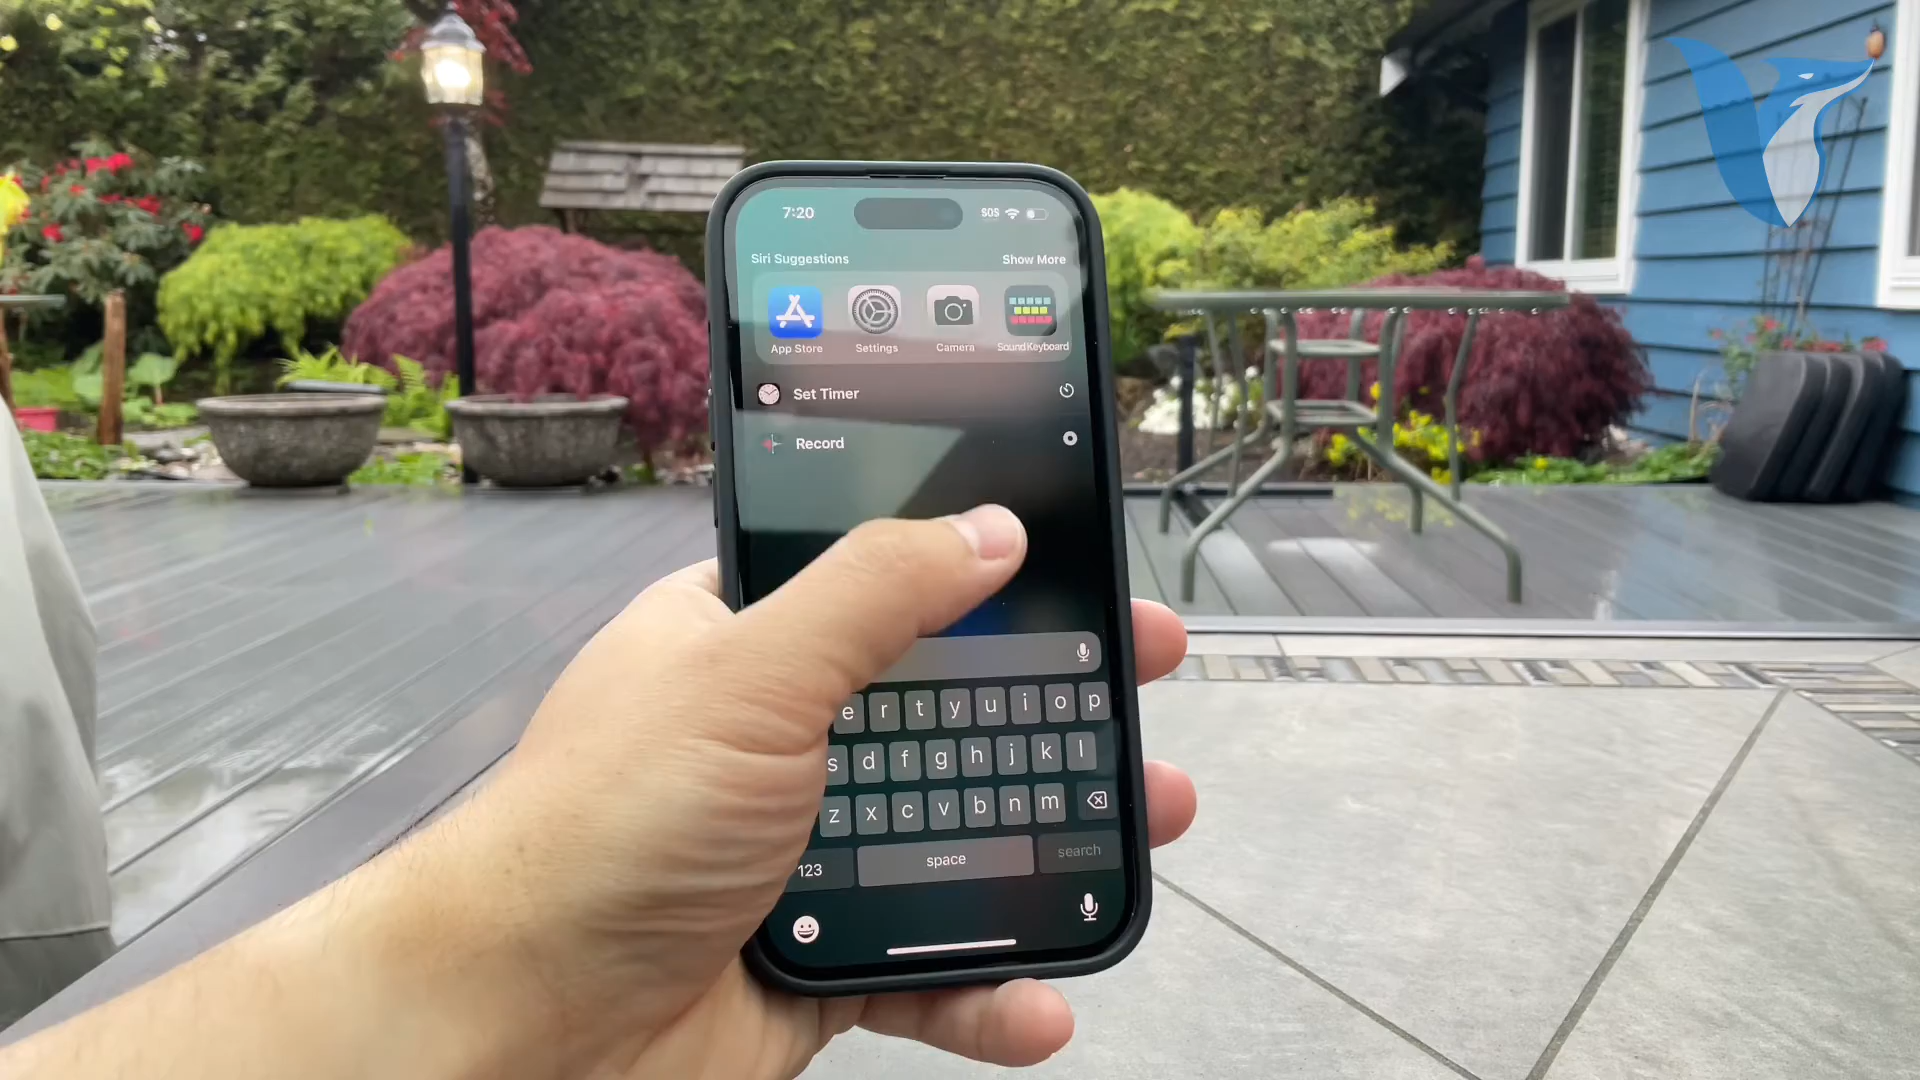 7:20 SOS
Siri Suggestions Show More
App Store Settings Camera SoundKeyboard
Set Timer
Record
e r t y u i o p
s d f g h j k l
z x c v b n m
123 space search